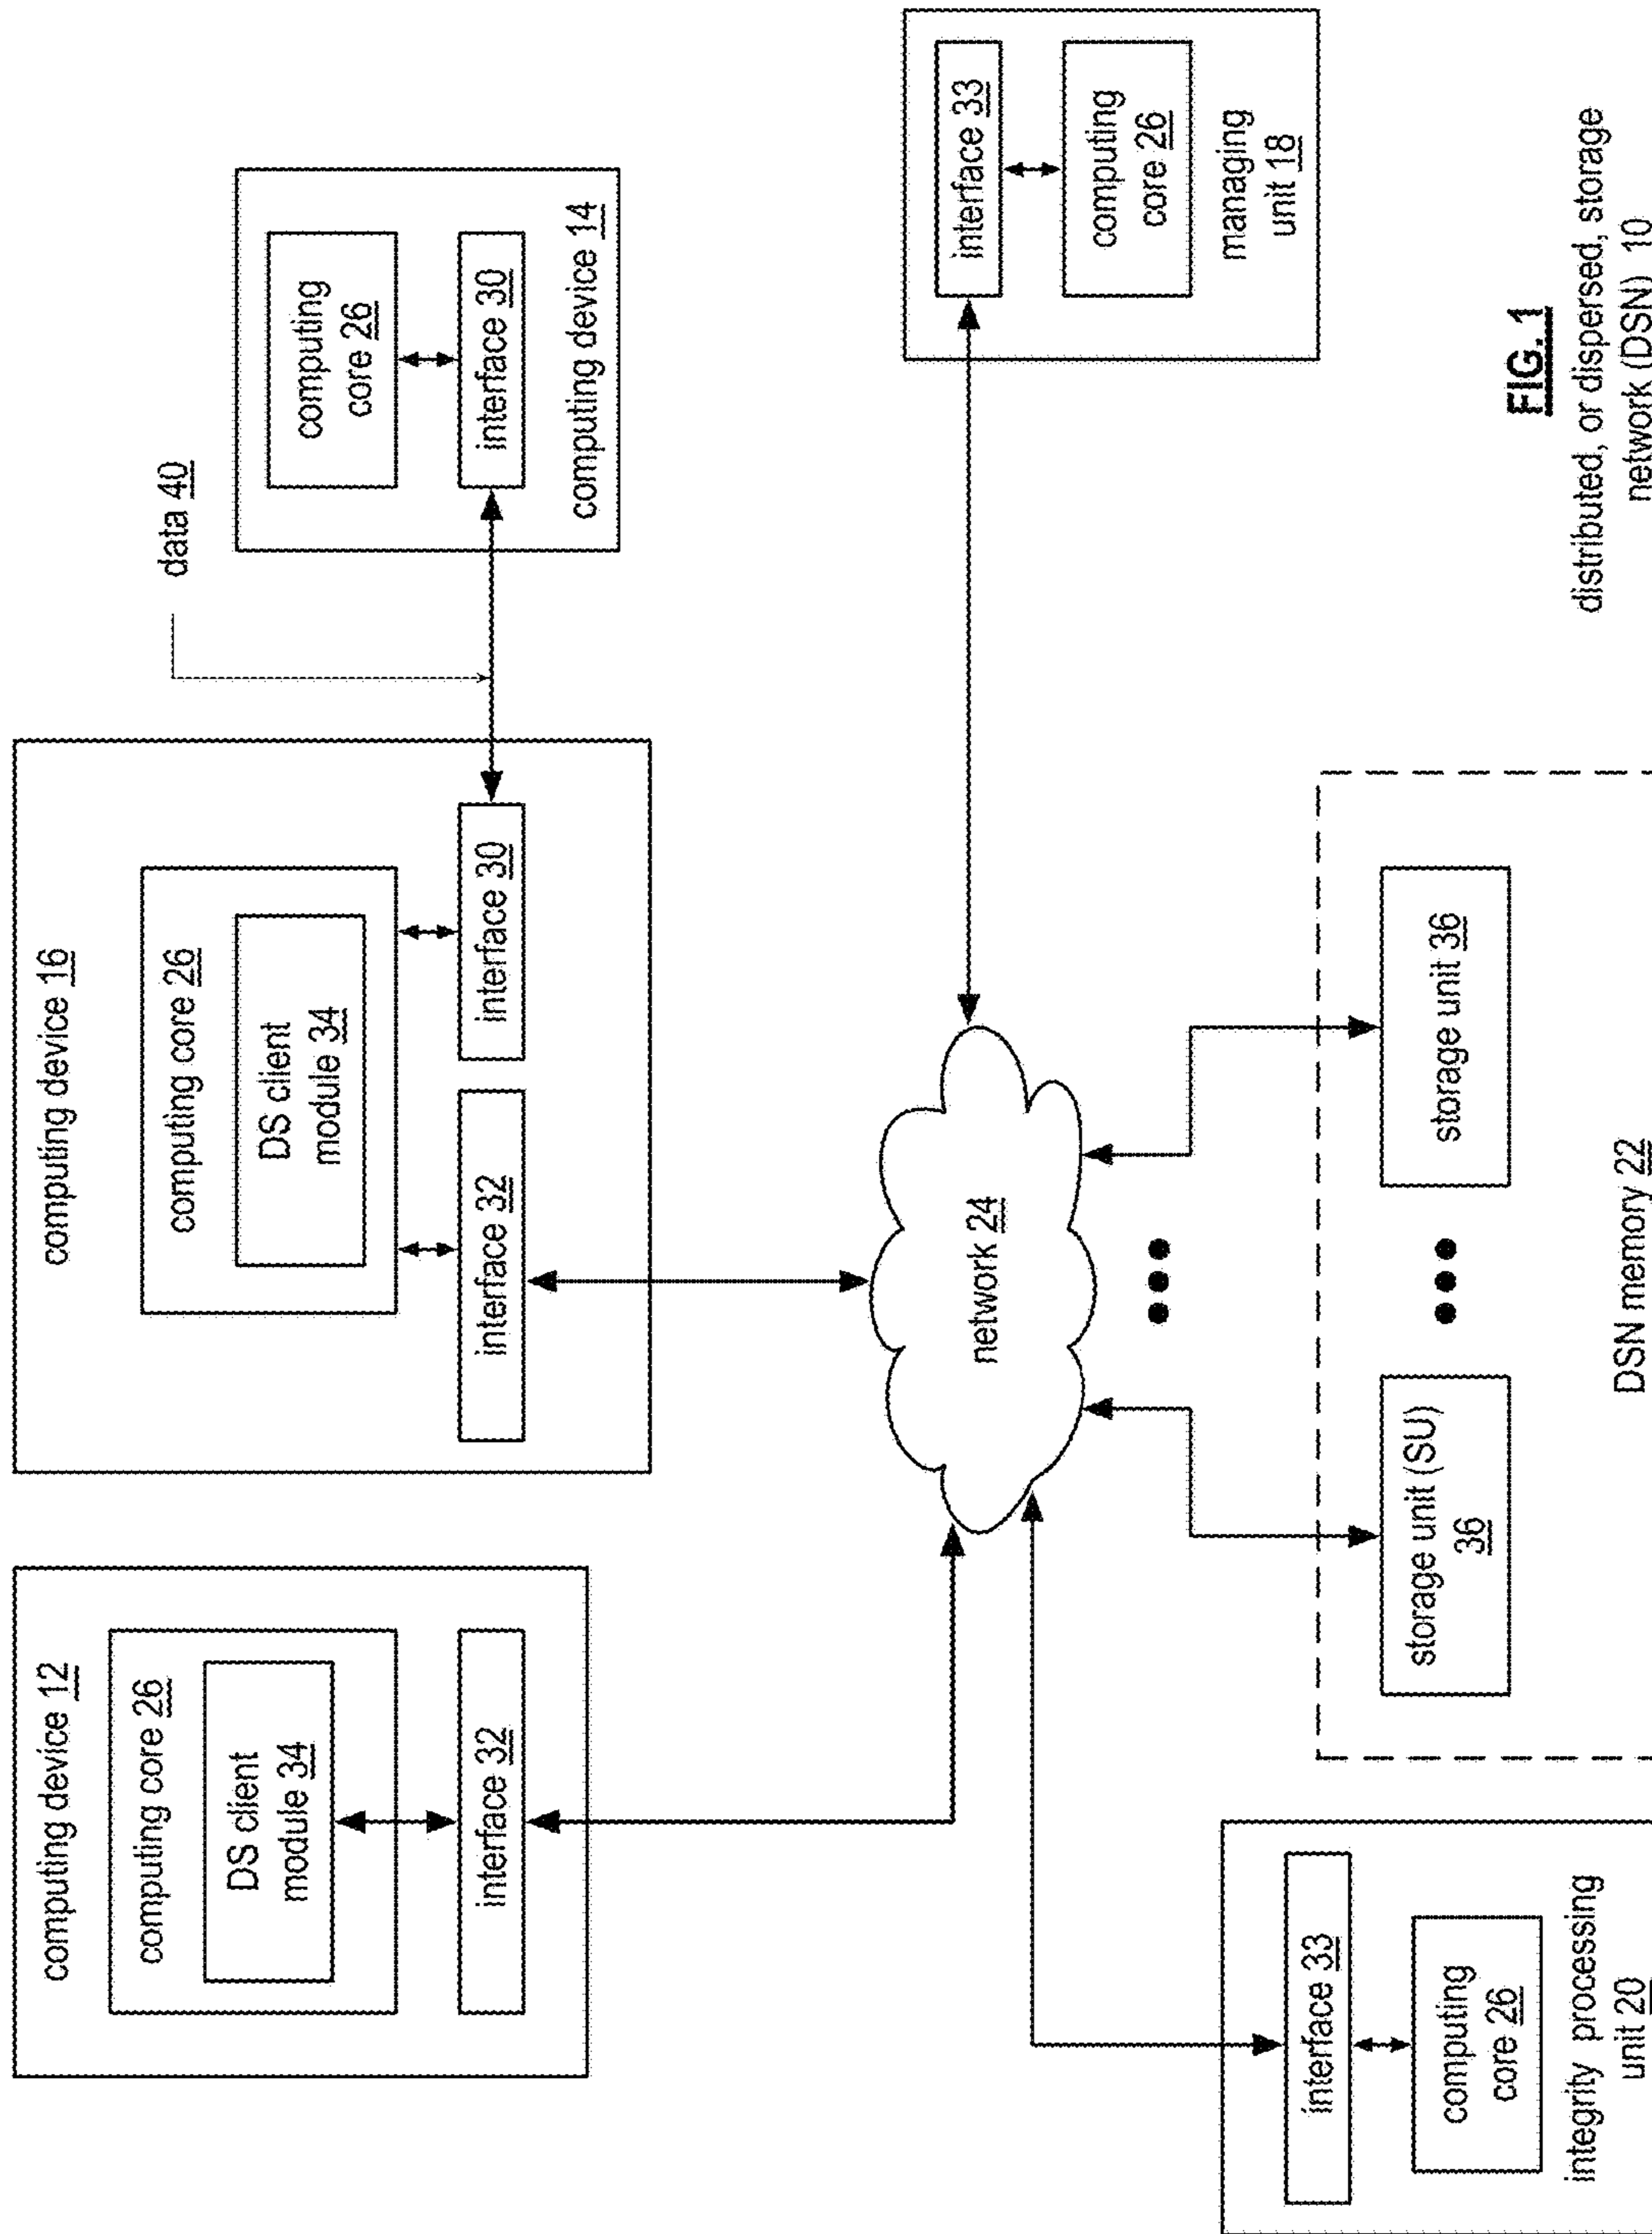 computing device 12
computing core 26
DS client
module 34
interface 32
computing device 16
computing core 26
DS client
module 34
interface 32
interface 30
data 40
computing
core 26
interface 30
computing device 14
network 24
interface 33
computing
core 26
managing
unit 18
interface 33
computing
core 26
integrity processing
unit 20
storage unit (SU)
36
storage unit 36
DSN memory 22
FIG. 1
distributed, or dispersed, storage
network (DSN) 10